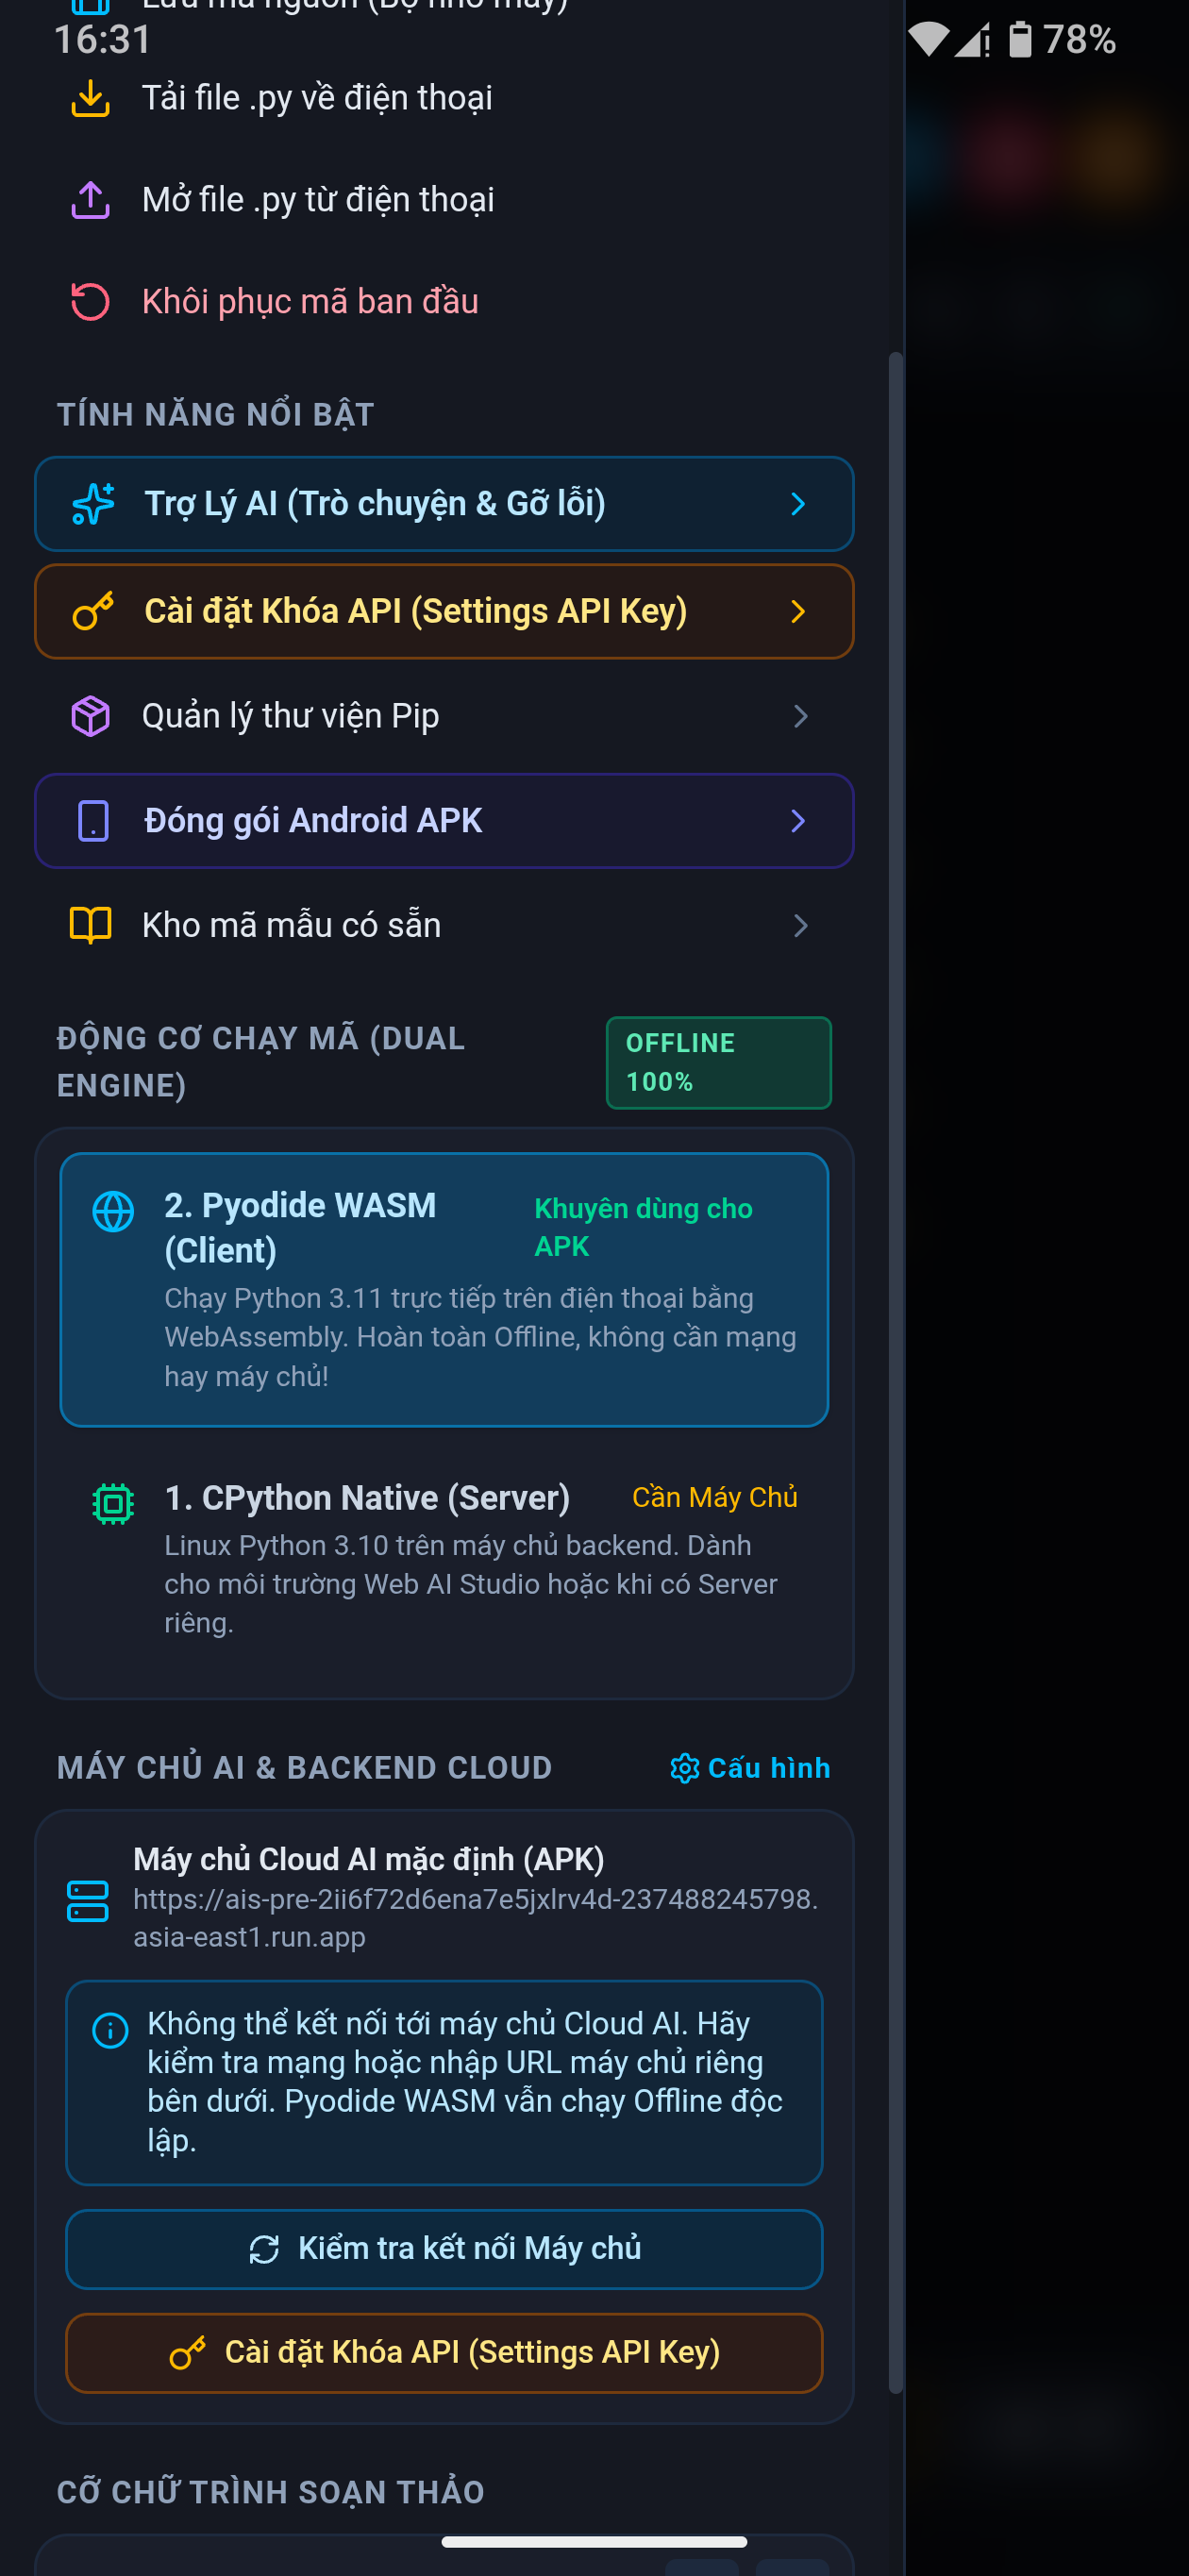 Lưu mã nguồn (Bộ nhớ máy)
16:31
78%
Tải file .py về điện thoại
Mở file .py từ điện thoại
Khôi phục mã ban đầu
TÍNH NĂNG NỔI BẬT
Trợ Lý AI (Trò chuyện & Gỡ lỗi)
Cài đặt Khóa API (Settings API Key)
Quản lý thư viện Pip
Đóng gói Android APK
Kho mã mẫu có sẵn
ĐỘNG CƠ CHẠY MÃ (DUAL
ENGINE)
OFFLINE
100%
2. Pyodide WASM
(Client)
Khuyên dùng cho
APK
Chạy Python 3.11 trực tiếp trên điện thoại bằng
WebAssembly. Hoàn toàn Offline, không cần mạng
hay máy chủ!
1. CPython Native (Server)
Cần Máy Chủ
Linux Python 3.10 trên máy chủ backend. Dành
cho môi trường Web AI Studio hoặc khi có Server
riêng.
MÁY CHỦ AI & BACKEND CLOUD
Cấu hình
Máy chủ Cloud AI mặc định (APK)
https://ais-pre-2ii6f72d6ena7e5jxlrv4d-237488245798.
asia-east1.run.app
Không thể kết nối tới máy chủ Cloud AI. Hãy
kiểm tra mạng hoặc nhập URL máy chủ riêng
bên dưới. Pyodide WASM vẫn chạy Offline độc
lập.
Kiểm tra kết nối Máy chủ
Cài đặt Khóa API (Settings API Key)
CỠ CHỮ TRÌNH SOẠN THẢO